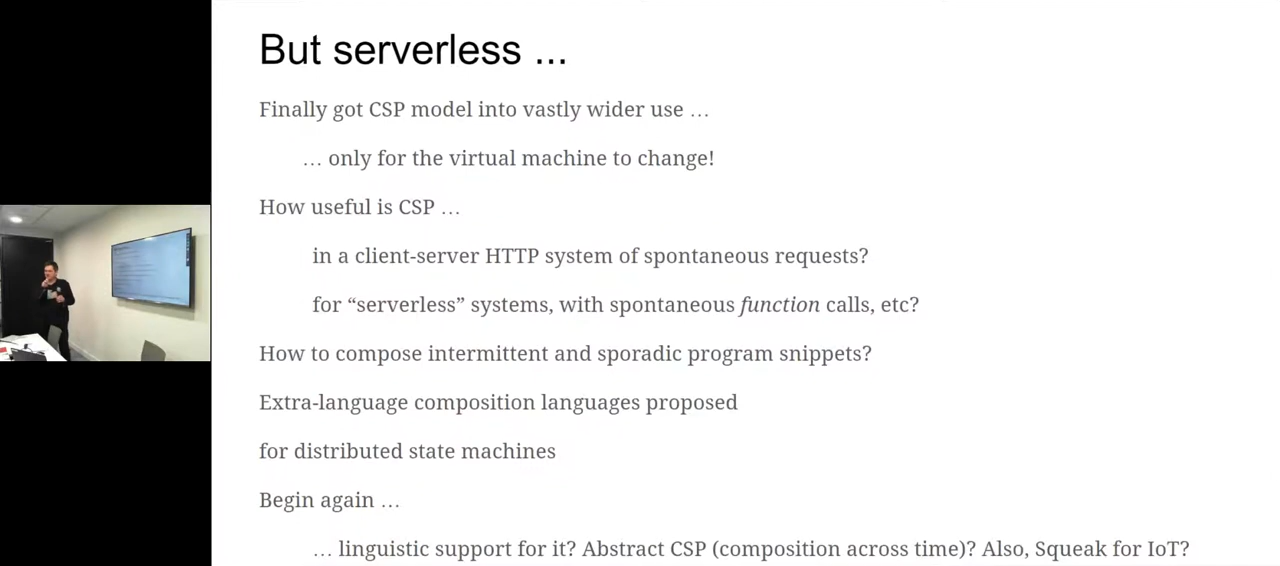 But serverless ...
Finally got CSP model into vastly wider use …
… only for the virtual machine to change!
How useful is CSP …
in a client-server HTTP system of spontaneous requests?
for “serverless” systems, with spontaneous function calls, etc?
How to compose intermittent and sporadic program snippets?
Extra-language composition languages proposed
for distributed state machines
Begin again …
… linguistic support for it? Abstract CSP (composition across time)? Also, Squeak for IoT?